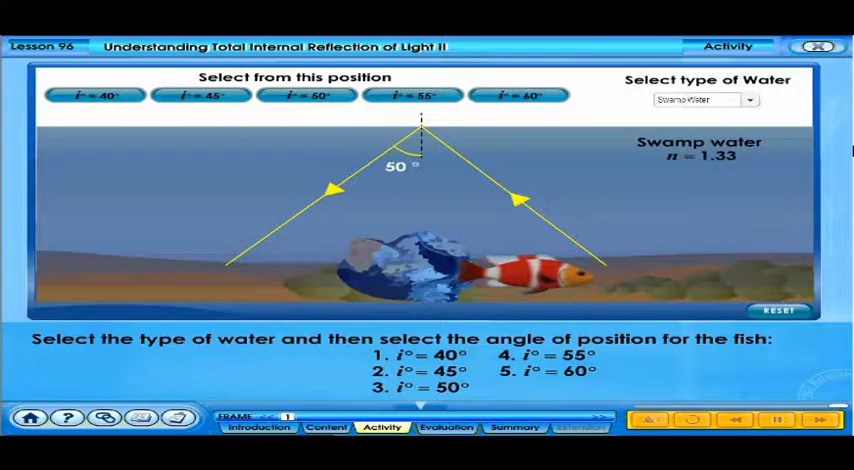 Lesson 96 Understanding Total Internal Reflection of Light II Activity
Select from this position
Select type of Water
i° = 40° i° = 45° i° = 50° i° = 55° i° = 60°
Swamp Water
Swamp water
n = 1.33
50 °
RESET
Select the type of water and then select the angle of position for the fish:
1. i° = 40° 4. i° = 55°
2. i° = 45° 5. i° = 60°
3. i° = 50°
FRAME << 1 >>
Introduction Content Activity Evaluation Summary Extension